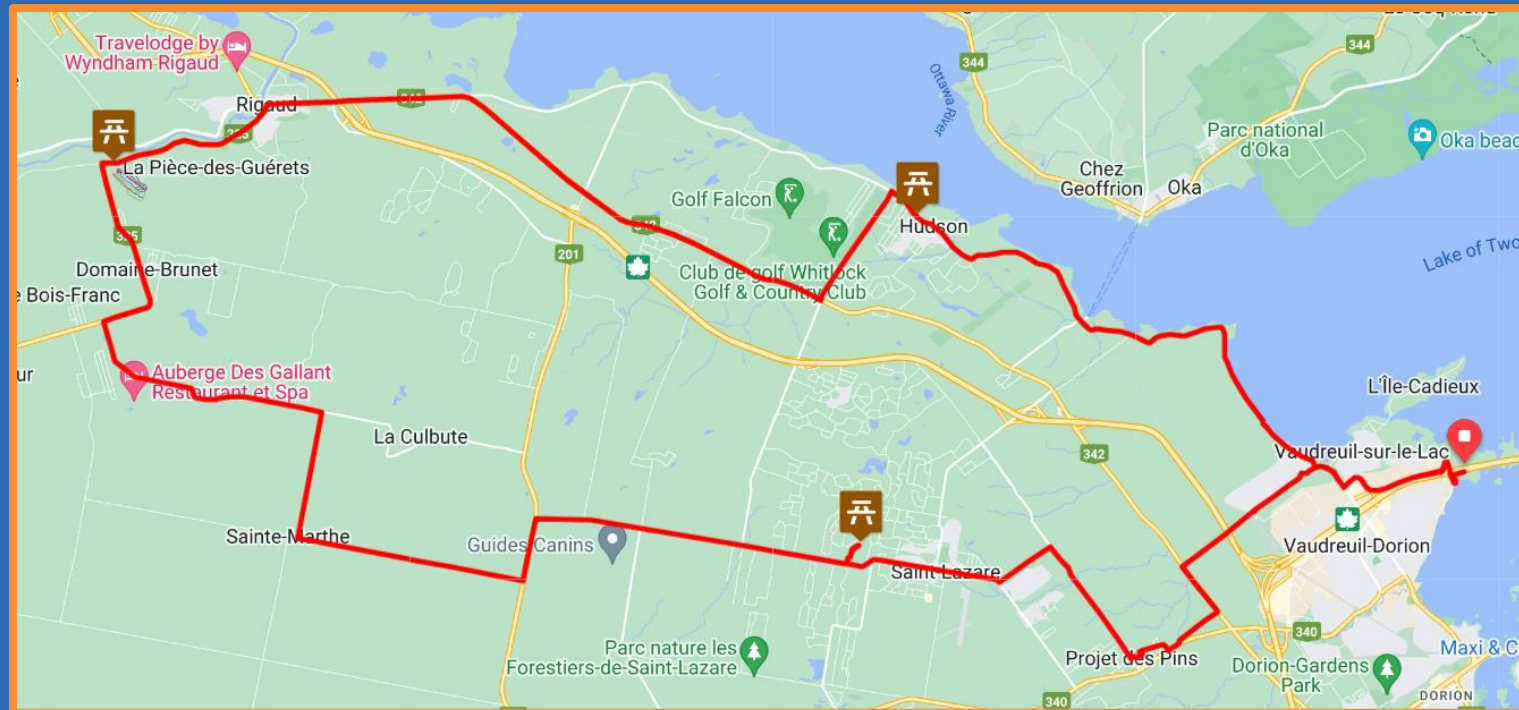 344
344
Travelodge by
Wyndham Rigaud
Ottawa
River
Rigaud
342
325
Parc national
d'Oka
Oka beac
La Pièce-des-Guérets
Chez
Geoffrion
Oka
Golf Falcon
Hudson
342
325
201
Lake of Two
Domaine-Brunet
Club de golf Whitlock
Golf & Country Club
Bois-Franc
ur
Auberge Des Gallant
Restaurant et Spa
L'Île-Cadieux
La Culbute
342
Vaudreuil-sur-le-Lac
Sainte-Marthe
Guides Canins
Vaudreuil-Dorion
Saint-Lazare
340
Parc nature les
Forestiers-de-Saint-Lazare
Projet des Pins
Maxi & C
Dorion-Gardens
Park
340
DORION